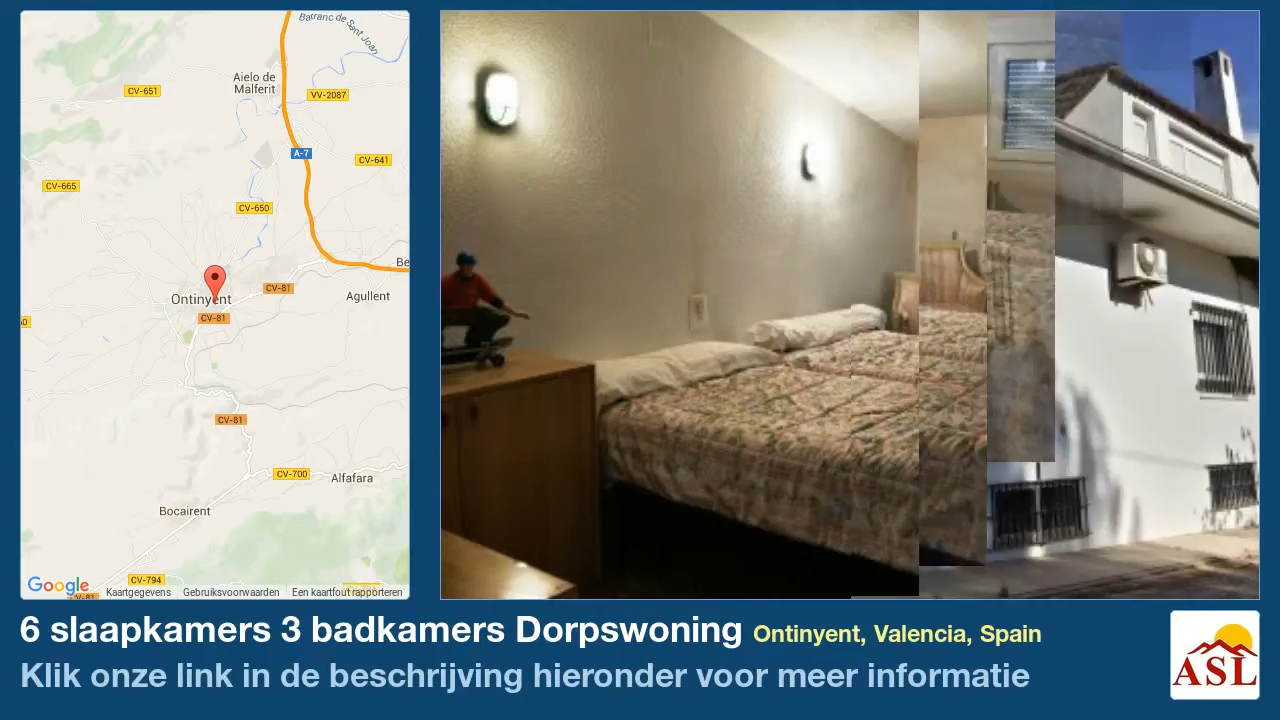 Barranc de
Sant Joan
Aielo de
Malferit
CV-651
VV-2087
A-7
CV-641
CV-665
CV-650
Be
CV-81
Ontinyent
Agullent
CV-81
CV-81
CV-700
Alfafara
Bocairent
CV-794
Google
Kaartgegevens Gebruiksvoorwaarden Een kaartfout rapporteren
6 slaapkamers 3 badkamers Dorpswoning Ontinyent, Valencia, Spain
Klik onze link in de beschrijving hieronder voor meer informatie
ASL